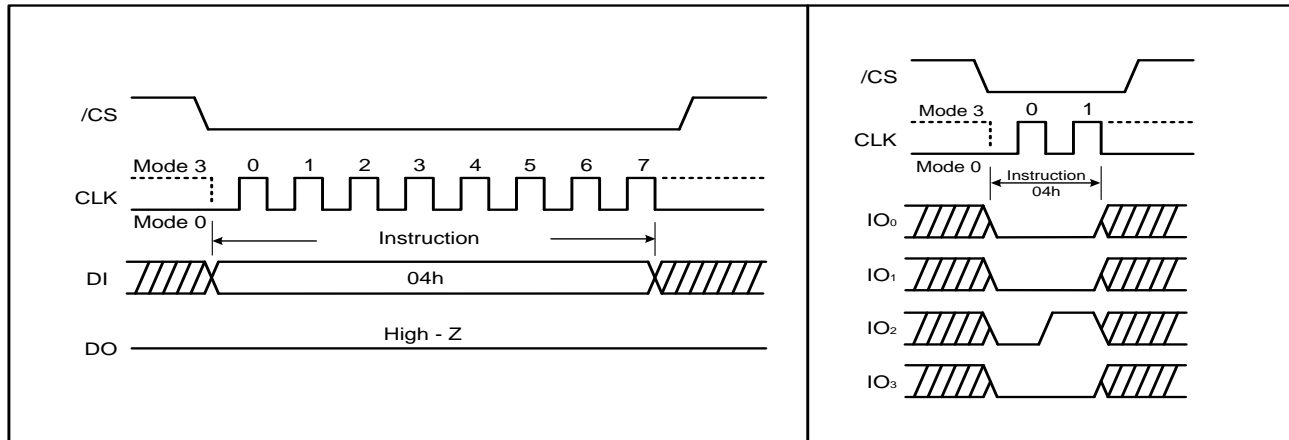 /CS
Mode 3 0 1 2 3 4 5 6 7
CLK
Mode 0
Instruction
DI 04h
High - Z
DO
/CS
Mode 3 0 1
CLK
Mode 0 Instruction
04h
IO₀
IO₁
IO₂
IO₃